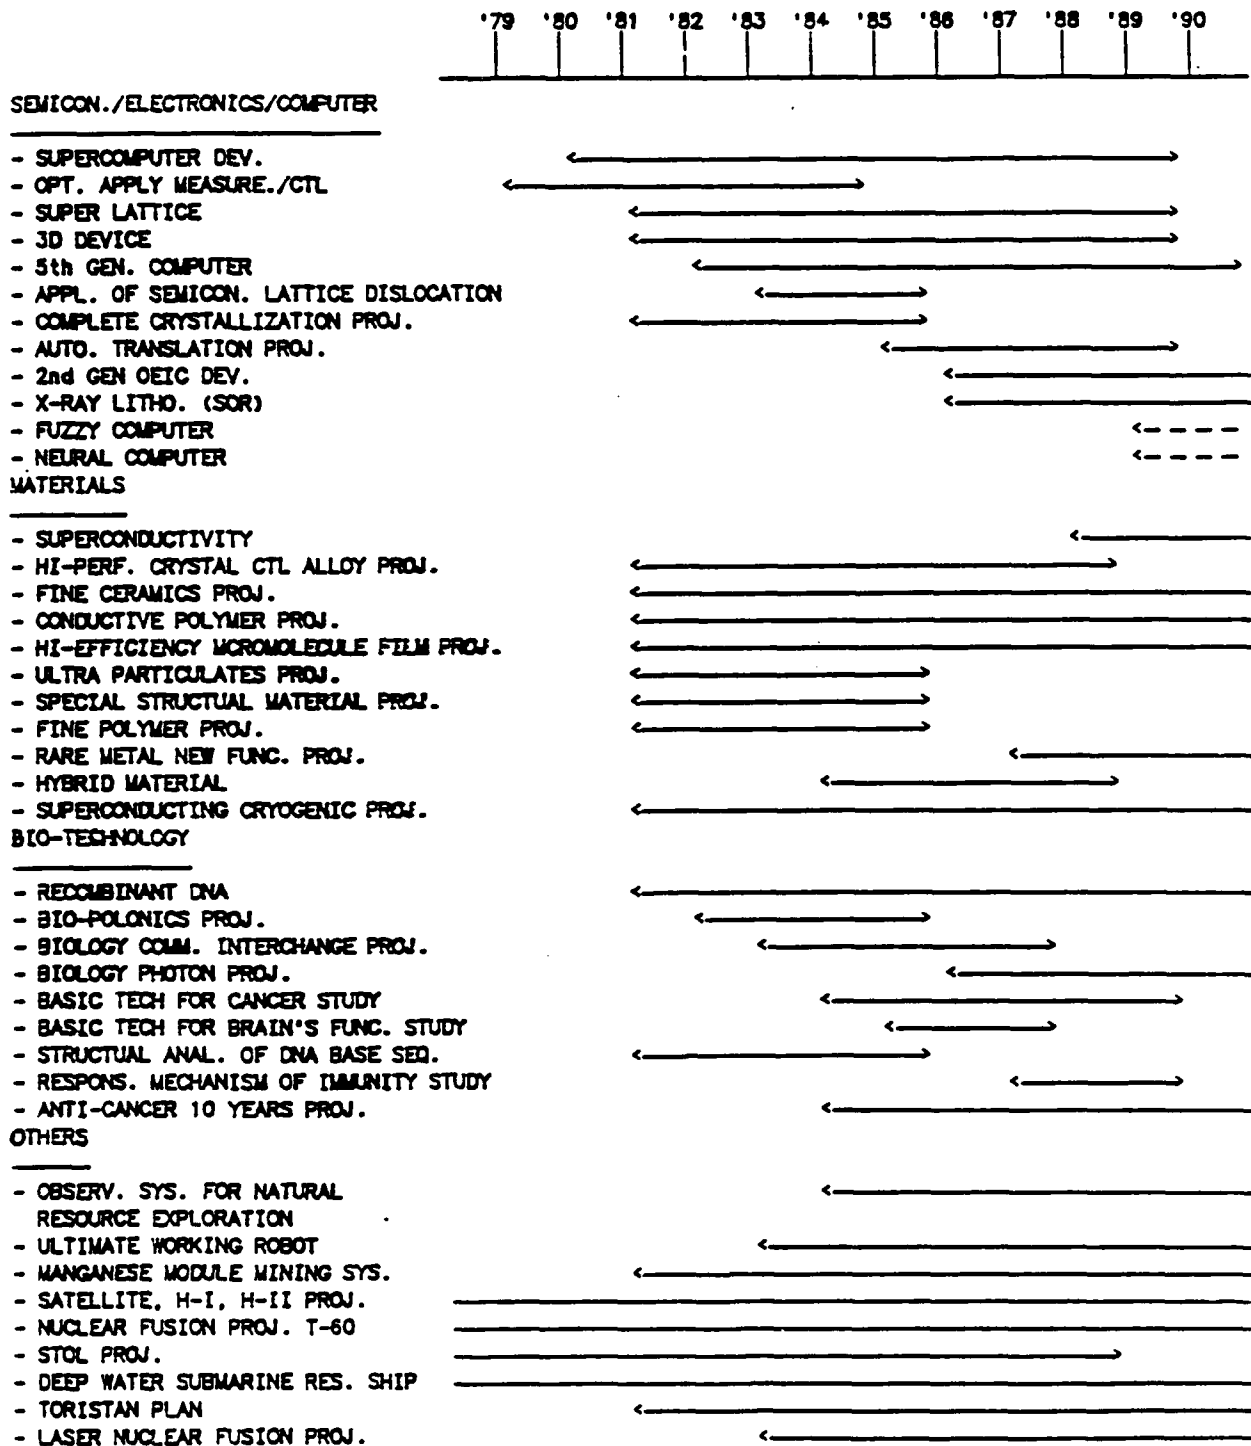 '79 '80 '81 '82 '83 '84 '85 '86 '87 '88 '89 '90
SEMICON./ELECTRONICS/COMPUTER
- SUPERCOMPUTER DEV.
- OPT. APPLY MEASURE./CTL
- SUPER LATTICE
- 3D DEVICE
- 5th GEN. COMPUTER
- APPL. OF SEMICON. LATTICE DISLOCATION
- COMPLETE CRYSTALLIZATION PROJ.
- AUTO. TRANSLATION PROJ.
- 2nd GEN OEIC DEV.
- X-RAY LITHO. (SOR)
- FUZZY COMPUTER
- NEURAL COMPUTER
MATERIALS
- SUPERCONDUCTIVITY
- HI-PERF. CRYSTAL CTL ALLOY PROJ.
- FINE CERAMICS PROJ.
- CONDUCTIVE POLYMER PROJ.
- HI-EFFICIENCY MCROMOLECULE FILM PROJ.
- ULTRA PARTICULATES PROJ.
- SPECIAL STRUCTUAL MATERIAL PROJ.
- FINE POLYMER PROJ.
- RARE METAL NEW FUNC. PROJ.
- HYBRID MATERIAL
- SUPERCONDUCTING CRYOGENIC PROJ.
BIO-TECHNOLOGY
- RECOMBINANT DNA
- BIO-POLONICS PROJ.
- BIOLOGY COMM. INTERCHANGE PROJ.
- BIOLOGY PHOTON PROJ.
- BASIC TECH FOR CANCER STUDY
- BASIC TECH FOR BRAIN'S FUNC. STUDY
- STRUCTUAL ANAL. OF DNA BASE SEQ.
- RESPONS. MECHANISM OF IMMUNITY STUDY
- ANTI-CANCER 10 YEARS PROJ.
OTHERS
- OBSERV. SYS. FOR NATURAL
RESOURCE EXPLORATION
- ULTIMATE WORKING ROBOT
- MANGANESE MODULE MINING SYS.
- SATELLITE, H-I, H-II PROJ.
- NUCLEAR FUSION PROJ. T-60
- STOL PROJ.
- DEEP WATER SUBMARINE RES. SHIP
- TORISTAN PLAN
- LASER NUCLEAR FUSION PROJ.